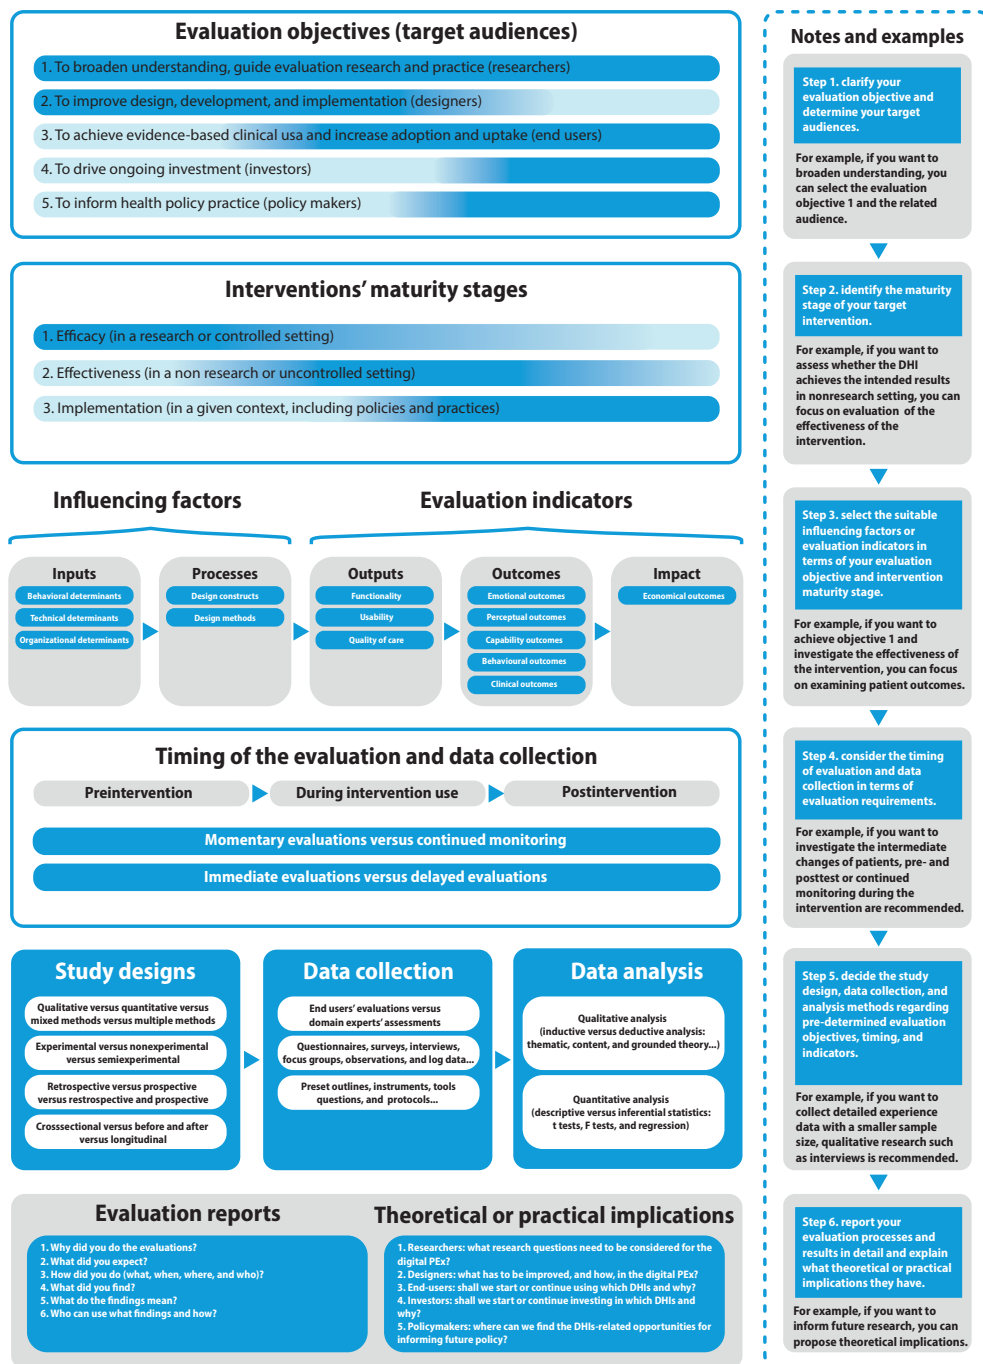 Evaluation objectives (target audiences)
1. To broaden understanding, guide evaluation research and practice (researchers)
2. To improve design, development, and implementation (designers)
3. To achieve evidence-based clinical usa and increase adoption and uptake (end users)
4. To drive ongoing investment (investors)
5. To inform health policy practice (policy makers)
Interventions' maturity stages
1. Efficacy (in a research or controlled setting)
2. Effectiveness (in a non research or uncontrolled setting)
3. Implementation (in a given context, including policies and practices)
Influencing factors
Evaluation indicators
Inputs
Behavioral determinants
Technical determinants
Organizational determinants
Processes
Design constructs
Design methods
Outputs
Functionality
Usability
Quality of care
Outcomes
Emotional outcomes
Perceptual outcomes
Capability outcomes
Behavioural outcomes
Clinical outcomes
Impact
Economical outcomes
Timing of the evaluation and data collection
Preintervention
During intervention use
Postintervention
Momentary evaluations versus continued monitoring
Immediate evaluations versus delayed evaluations
Study designs
Qualitative versus quantitative versus
mixed methods versus multiple methods
Experimental versus nonexperimental
versus semiexperimental
Retrospective versus prospective
versus restrospective and prospective
Crosssectional versus before and after
versus longitudinal
Data collection
End users' evaluations versus
domain experts' assessments
Questionnaires, surveys, interviews,
focus groups, observations, and log data...
Preset outlines, instruments, tools
questions, and protocols...
Data analysis
Qualitative analysis
(inductive versus deductive analysis:
thematic, content, and grounded theory...)
Quantitative analysis
(descriptive versus inferential statistics:
t tests, F tests, and regression)
Evaluation reports
1. Why did you do the evaluations?
2. What did you expect?
3. How did you do (what, when, where, and who)?
4. What did you find?
5. What do the findings mean?
6. Who can use what findings and how?
Theoretical or practical implications
1. Researchers: what research questions need to be considered for the
digital PEx?
2. Designers: what has to be improved, and how, in the digital PEx?
3. End-users: shall we start or continue using which DHIs and why?
4. Investors: shall we start or continue investing in which DHIs and
why?
5. Policymakers: where can we find the DHIs-related opportunities for
informing future policy?
Notes and examples
Step 1. clarify your
evaluation objective and
determine your target
audiences.
For example, if you want to
broaden understanding, you
can select the evaluation
objective 1 and the related
audience.
Step 2. identify the maturity
stage of your target
intervention.
For example, if you want to
assess whether the DHI
achieves the intended results
in nonresearch setting, you can
focus on evaluation of the
effectiveness of the
intervention.
Step 3. select the suitable
influencing factors or
evaluation indicators in
terms of your evaluation
objective and intervention
maturity stage.
For example, if you want to
achieve objective 1 and
investigate the effectiveness of
the intervention, you can focus
on examining patient outcomes.
Step 4. consider the timing
of evaluation and data
collection in terms of
evaluation requirements.
For example, if you want to
investigate the intermediate
changes of patients, pre- and
posttest or continued
monitoring during the
intervention are recommended.
Step 5. decide the study
design, data collection, and
analysis methods regarding
pre-determined evaluation
objectives, timing, and
indicators.
For example, if you want to
collect detailed experience
data with a smaller sample
size, qualitative research such
as interviews is recommended.
Step 6. report your
evaluation processes and
results in detail and explain
what theoretical or practical
implications they have.
For example, if you want to
inform future research, you can
propose theoretical implications.